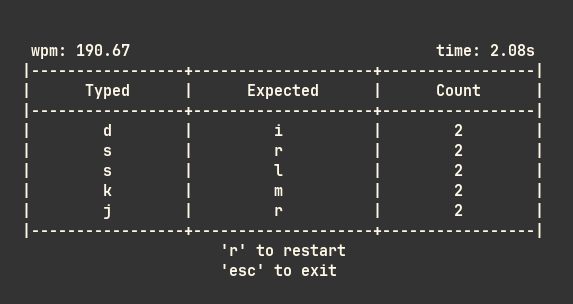 wpm: 190.67 time: 2.08s
|-----------------+--------------------+-----------------|
| Typed | Expected | Count |
|-----------------+--------------------+-----------------|
| d | i | 2 |
| s | r | 2 |
| s | l | 2 |
| k | m | 2 |
| j | r | 2 |
|-----------------+--------------------+-----------------|
'r' to restart
'esc' to exit